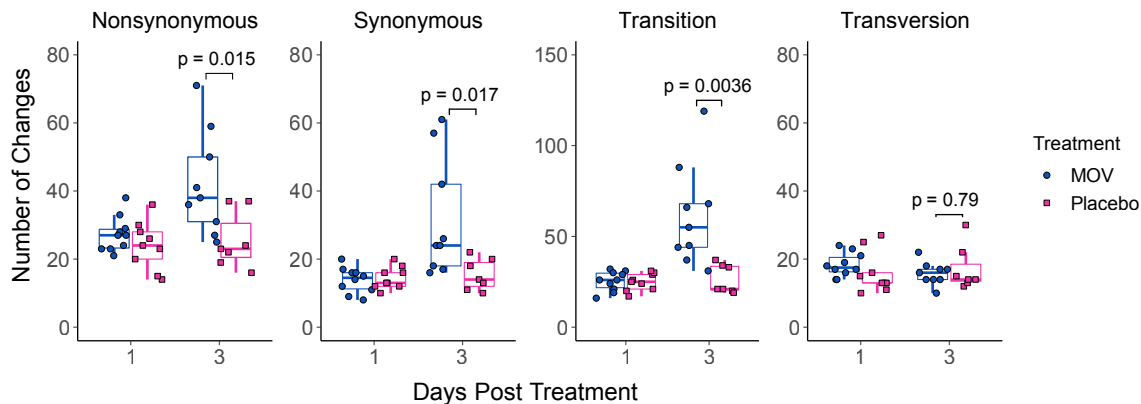 Nonsynonymous Synonymous Transition Transversion
Number of Changes
80
60
40
20
0
p = 0.015
1 3
80
60
40
20
0
p = 0.017
1 3
150
100
50
0
p = 0.0036
1 3
80
60
40
20
0
p = 0.79
1 3
Days Post Treatment
Treatment
MOV
Placebo